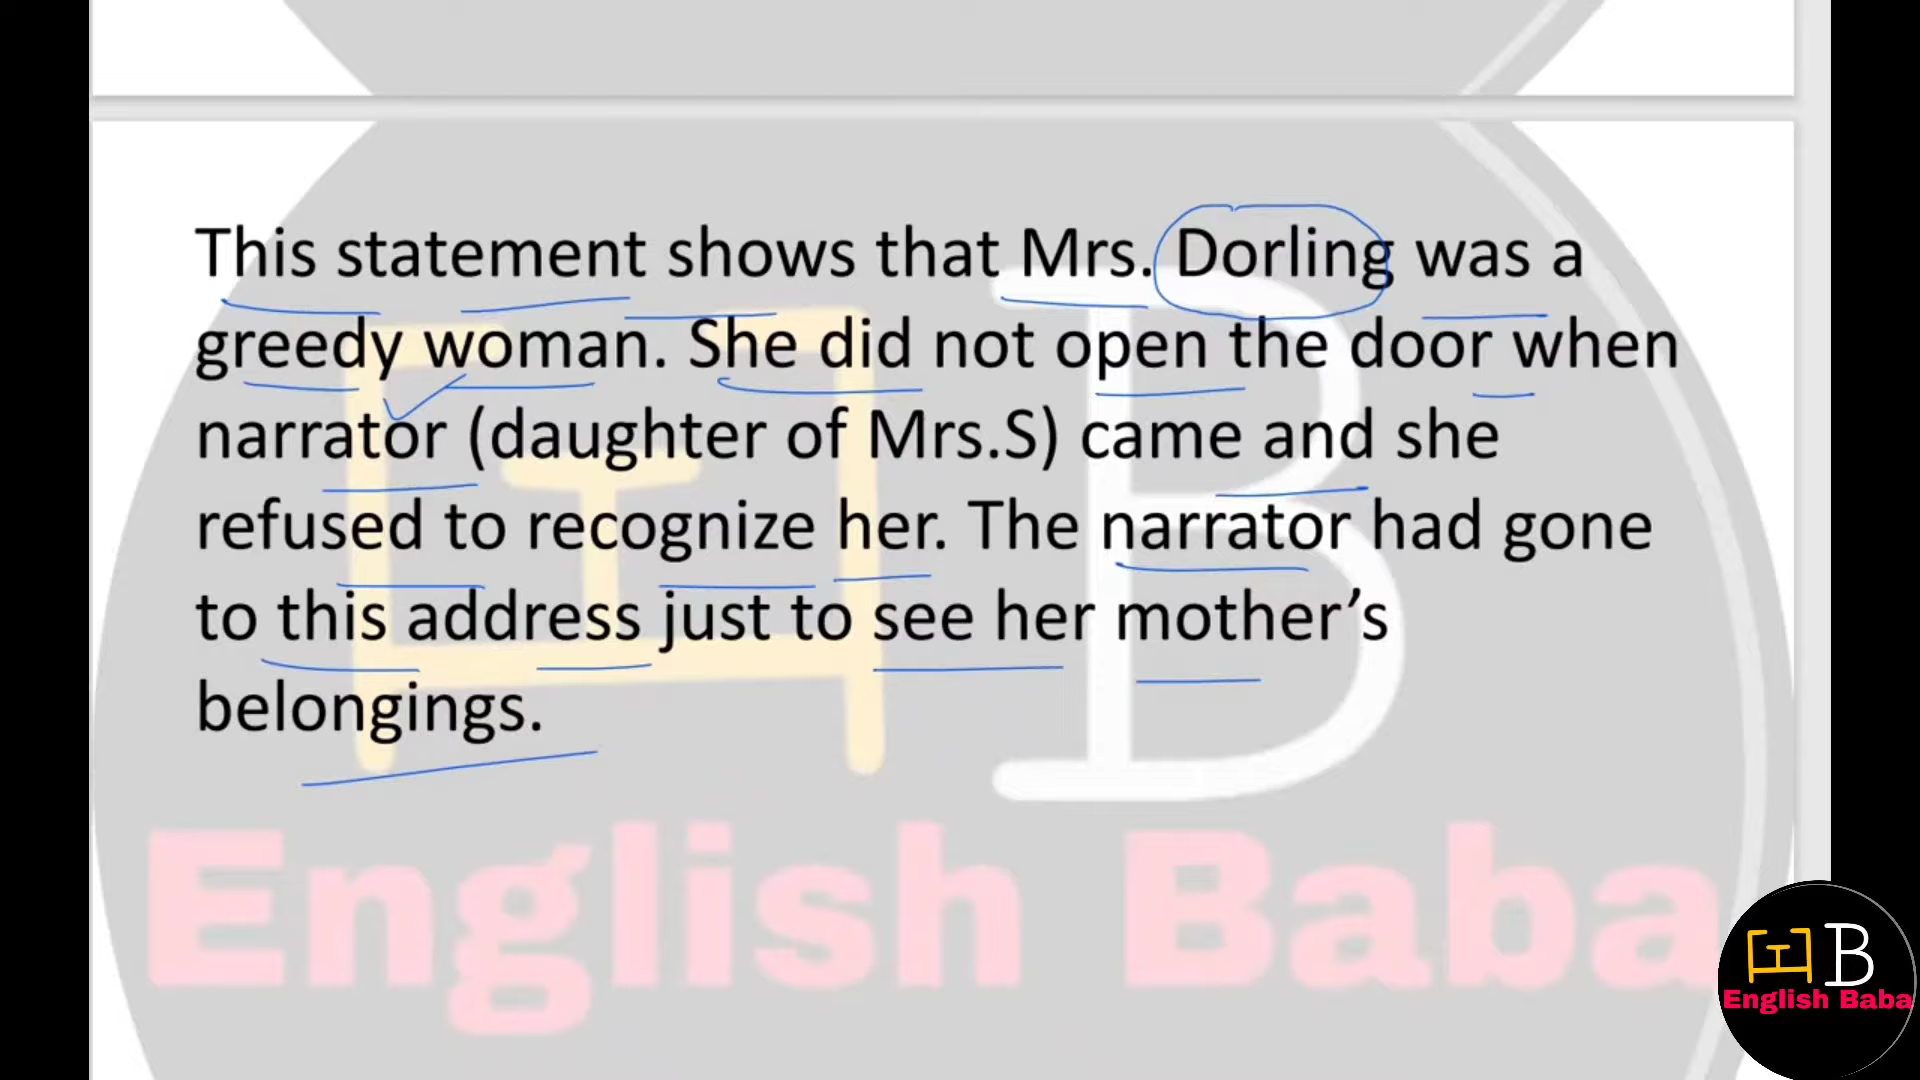 This statement shows that Mrs. Dorling was a
greedy woman. She did not open the door when
narrator (daughter of Mrs.S) came and she
refused to recognize her. The narrator had gone
to this address just to see her mother’s
belongings.
English Baba
B
English Baba